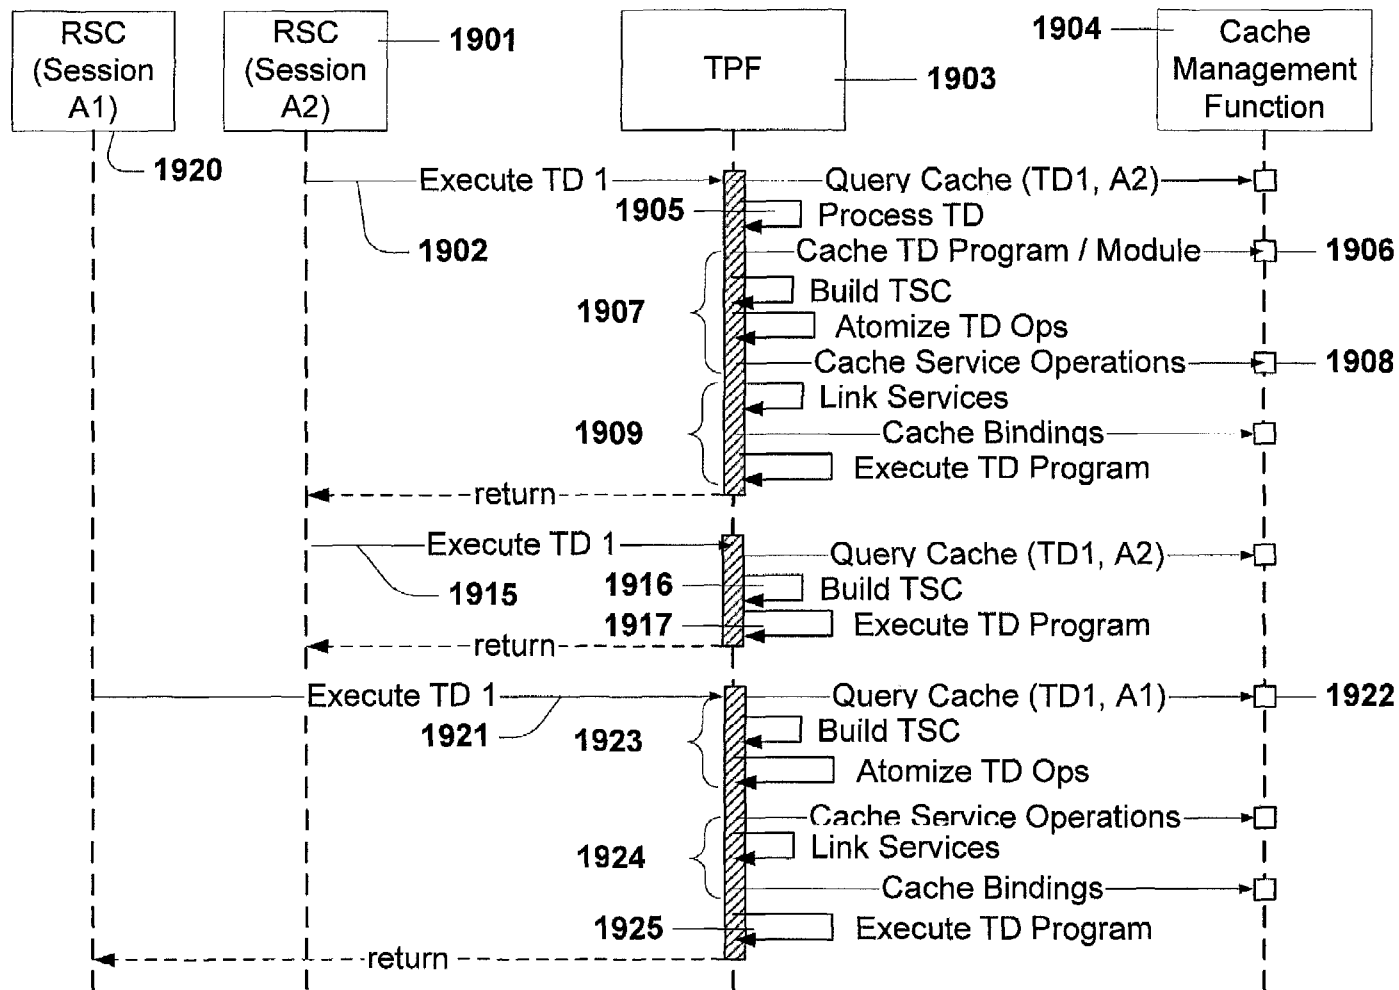 RSC
(Session
A1)
RSC
(Session
A2)
1901
TPF
1903
1904
Cache
Management
Function
1920
Execute TD 1
Query Cache (TD1, A2)
1902
1905
Process TD
Cache TD Program / Module
1906
1907
Build TSC
Atomize TD Ops
Cache Service Operations
1908
Link Services
1909
Cache Bindings
Execute TD Program
return
Execute TD 1
Query Cache (TD1, A2)
1915
1916
Build TSC
1917
Execute TD Program
return
Execute TD 1
Query Cache (TD1, A1)
1922
1921
1923
Build TSC
Atomize TD Ops
Cache Service Operations
1924
Link Services
Cache Bindings
1925
Execute TD Program
return